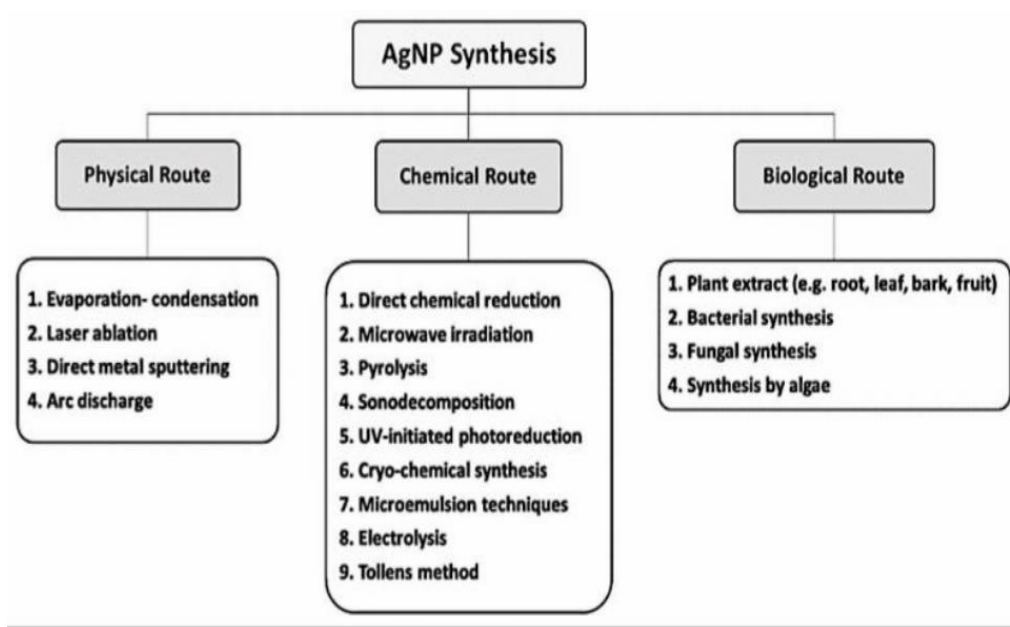 AgNP Synthesis
Physical Route
Chemical Route
Biological Route
1. Evaporation- condensation
2. Laser ablation
3. Direct metal sputtering
4. Arc discharge
1. Direct chemical reduction
2. Microwave irradiation
3. Pyrolysis
4. Sonodecomposition
5. UV-initiated photoreduction
6. Cryo-chemical synthesis
7. Microemulsion techniques
8. Electrolysis
9. Tollens method
1. Plant extract (e.g. root, leaf, bark, fruit)
2. Bacterial synthesis
3. Fungal synthesis
4. Synthesis by algae